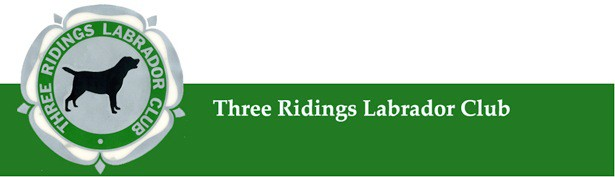 THREE RIDINGS LABRADOR CLUB
Three Ridings Labrador Club